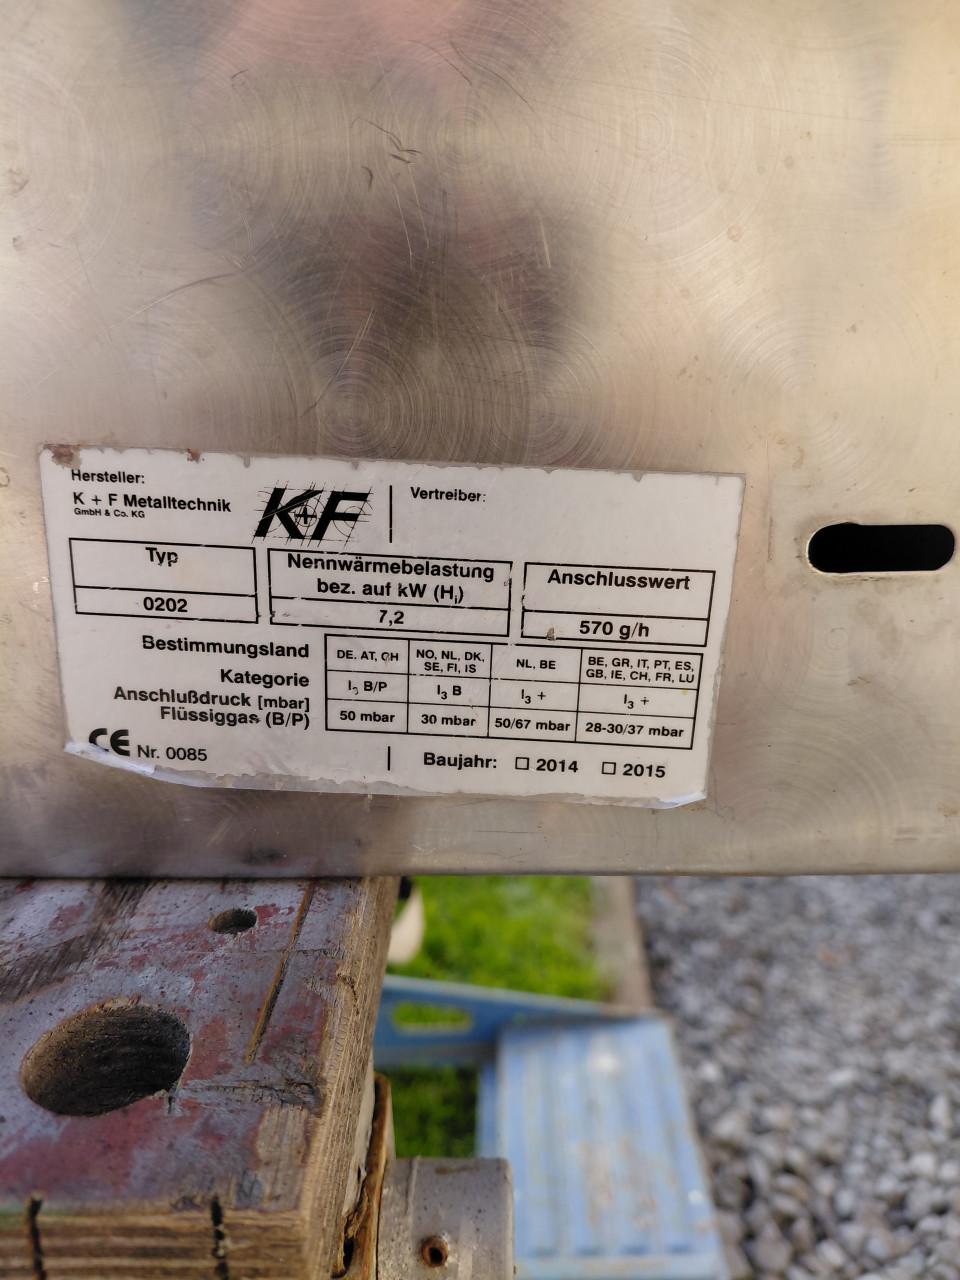 Hersteller:
K + F Metalltechnik
GmbH & Co. KG
K+F
Vertreiber:
Typ
0202
Nennwärmebelastung
bez. auf kW (Hi)
7,2
Anschlusswert
570 g/h
Bestimmungsland
DE, AT, CH
NO, NL, DK,
SE, FI, IS
NL, BE
BE, GR, IT, PT, ES,
GB, IE, CH, FR, LU
Kategorie
I3 B/P
I3 B
I3 +
I3 +
Anschlußdruck [mbar]
Flüssiggas (B/P)
50 mbar
30 mbar
50/67 mbar
28-30/37 mbar
CE Nr. 0085
Baujahr: ☐ 2014 ☐ 2015